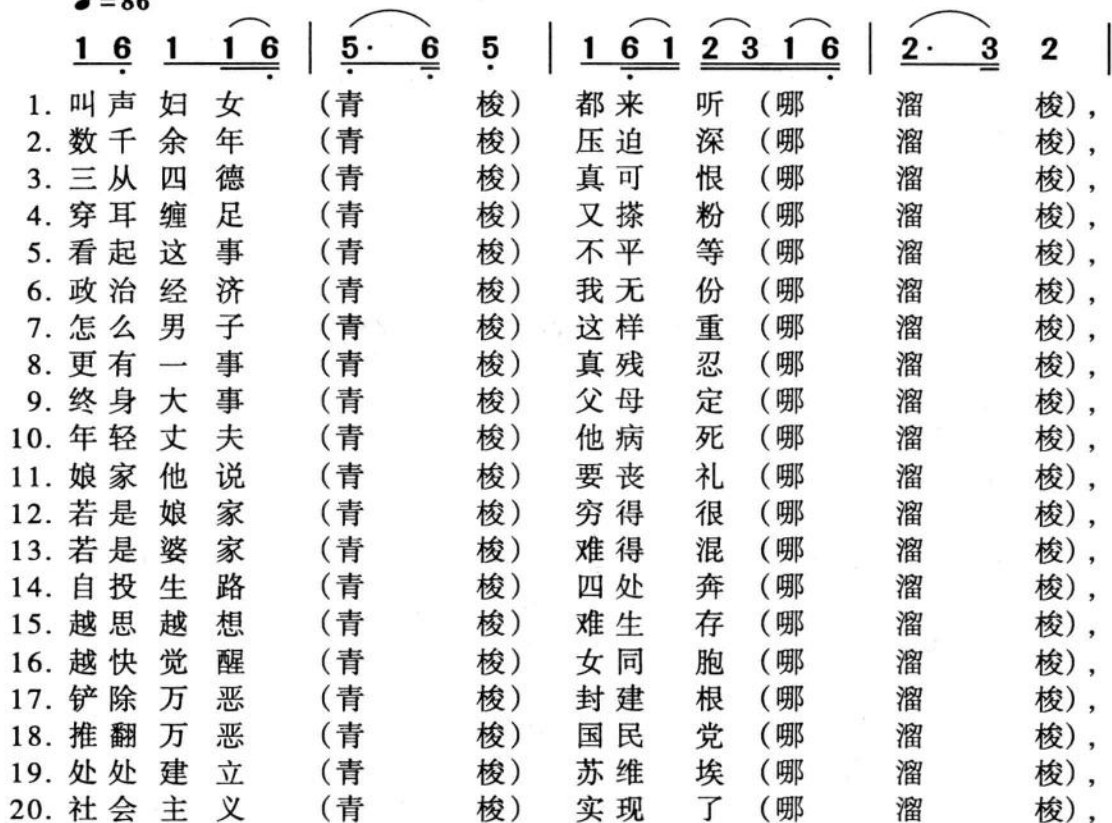 ♩=86
1 6 1 1 6 | 5· 6 5 | 1 6 1 2 3 1 6 | 2· 3 2 |
1. 叫声妇女 (青 梭) 都来 听 (哪 溜 梭),
2. 数千余年 (青 梭) 压迫 深 (哪 溜 梭),
3. 三从四德 (青 梭) 真可 恨 (哪 溜 梭),
4. 穿耳缠足 (青 梭) 又搽 粉 (哪 溜 梭),
5. 看起这事 (青 梭) 不平 等 (哪 溜 梭),
6. 政治经济 (青 梭) 我无 份 (哪 溜 梭),
7. 怎么男子 (青 梭) 这样 重 (哪 溜 梭),
8. 更有一事 (青 梭) 真残 忍 (哪 溜 梭),
9. 终身大事 (青 梭) 父母 定 (哪 溜 梭),
10. 年轻丈夫 (青 梭) 他病 死 (哪 溜 梭),
11. 娘家他说 (青 梭) 要丧 礼 (哪 溜 梭),
12. 若是娘家 (青 梭) 穷得 很 (哪 溜 梭),
13. 若是婆家 (青 梭) 难得 混 (哪 溜 梭),
14. 自投生路 (青 梭) 四处 奔 (哪 溜 梭),
15. 越思越想 (青 梭) 难生 存 (哪 溜 梭),
16. 越快觉醒 (青 梭) 女同 胞 (哪 溜 梭),
17. 铲除万恶 (青 梭) 封建 根 (哪 溜 梭),
18. 推翻万恶 (青 梭) 国民 党 (哪 溜 梭),
19. 处处建立 (青 梭) 苏维 埃 (哪 溜 梭),
20. 社会主义 (青 梭) 实现 了 (哪 溜 梭),